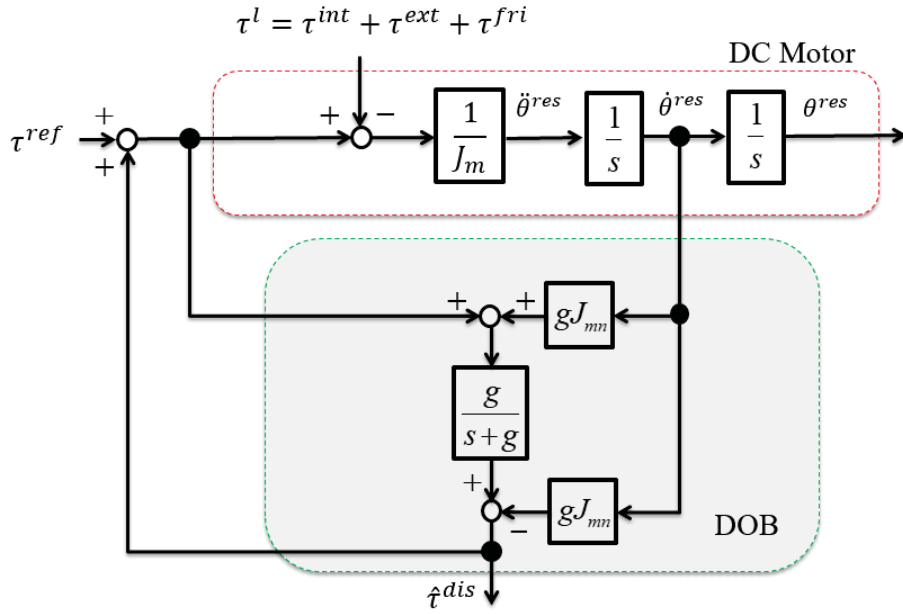 τ^l = τ^int + τ^ext + τ^fri
DC Motor
τ^ref + + + − 1/J_m θ̈^res 1/s θ̇^res 1/s θ^res
+ + gJ_mn
g/(s+g)
+ − gJ_mn
DOB
τ̂^dis